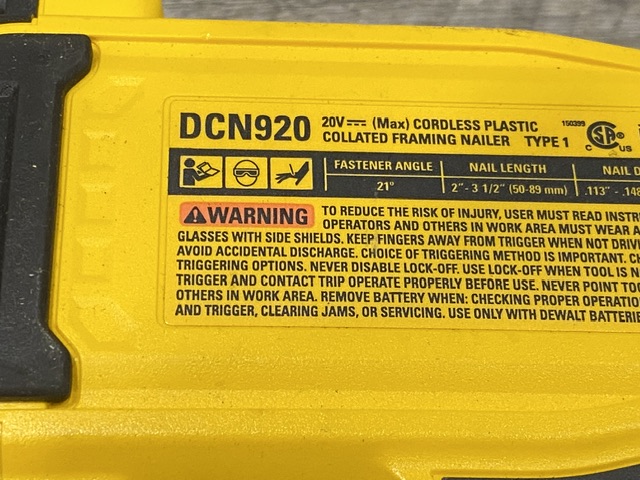 DCN920
20V⎓ (Max) CORDLESS PLASTIC
COLLATED FRAMING NAILER TYPE 1
150399
CSA
C US
FASTENER ANGLE NAIL LENGTH NAIL
21° 2" - 3 1/2" (50-89 mm) .113" -
WARNING TO REDUCE THE RISK OF INJURY, USER MUST READ
OPERATORS AND OTHERS IN WORK AREA MUST WEAR
GLASSES WITH SIDE SHIELDS. KEEP FINGERS AWAY FROM TRIGGER WHEN NOT
AVOID ACCIDENTAL DISCHARGE. CHOICE OF TRIGGERING METHOD IS IMPORTANT.
TRIGGERING OPTIONS. NEVER DISABLE LOCK-OFF. USE LOCK-OFF WHEN TOOL IS
TRIGGER AND CONTACT TRIP OPERATE PROPERLY BEFORE USE. NEVER POINT
OTHERS IN WORK AREA. REMOVE BATTERY WHEN: CHECKING PROPER
AND TRIGGER, CLEARING JAMS, OR SERVICING. USE ONLY WITH DEWALT